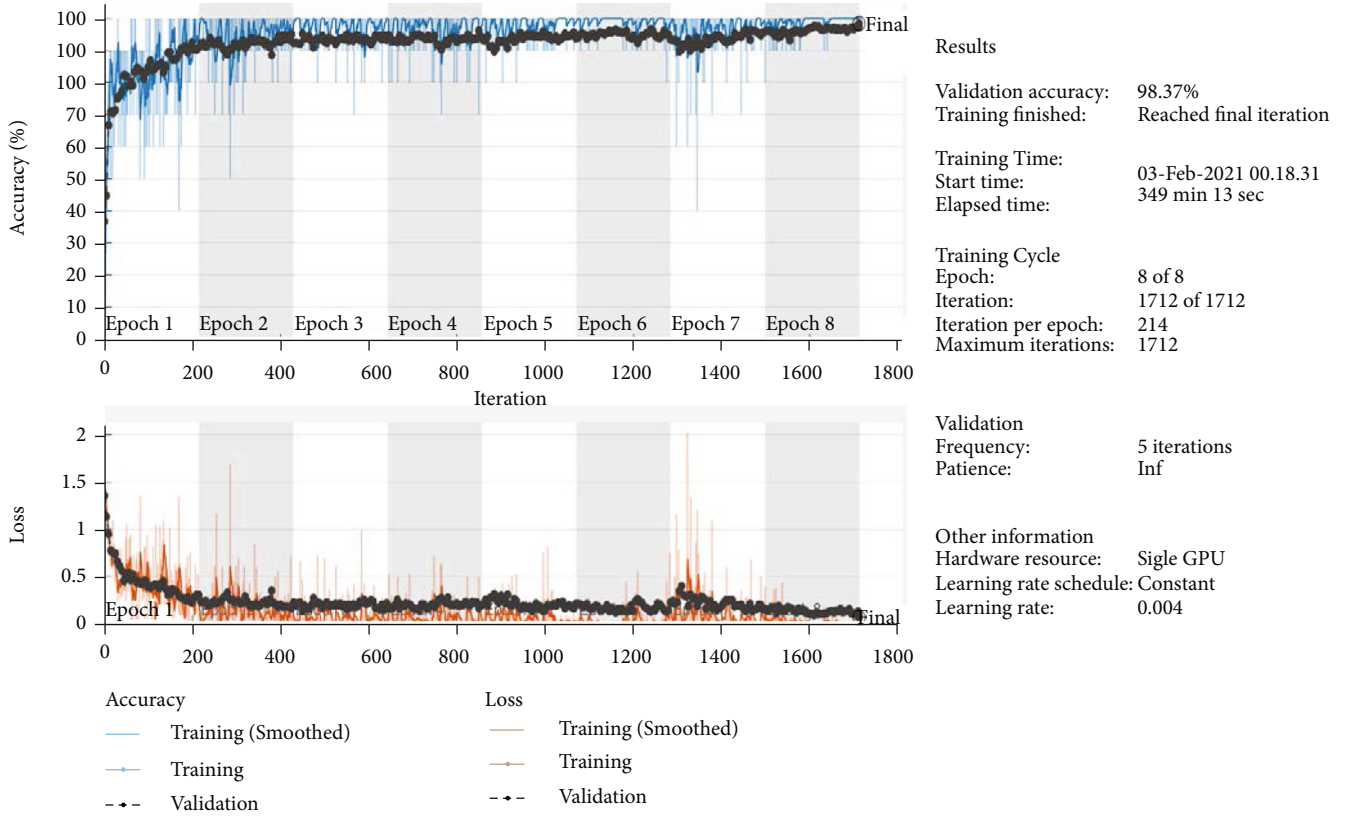 100
100
100
70
60
50
40
30
20
10
0
Accuracy (%)
Final
Epoch 1 Epoch 2 Epoch 3 Epoch 4 Epoch 5 Epoch 6 Epoch 7 Epoch 8
0 200 400 600 800 1000 1200 1400 1600 1800
Iteration
2
1.5
1
0.5
0
Loss
Epoch 1
Final
0 200 400 600 800 1000 1200 1400 1600 1800
Accuracy
Training (Smoothed)
Training
Validation
Loss
Training (Smoothed)
Training
Validation
Results
Validation accuracy: 98.37%
Training finished: Reached final iteration
Training Time:
Start time: 03-Feb-2021 00.18.31
Elapsed time: 349 min 13 sec
Training Cycle
Epoch: 8 of 8
Iteration: 1712 of 1712
Iteration per epoch: 214
Maximum iterations: 1712
Validation
Frequency: 5 iterations
Patience: Inf
Other information
Hardware resource: Sigle GPU
Learning rate schedule: Constant
Learning rate: 0.004